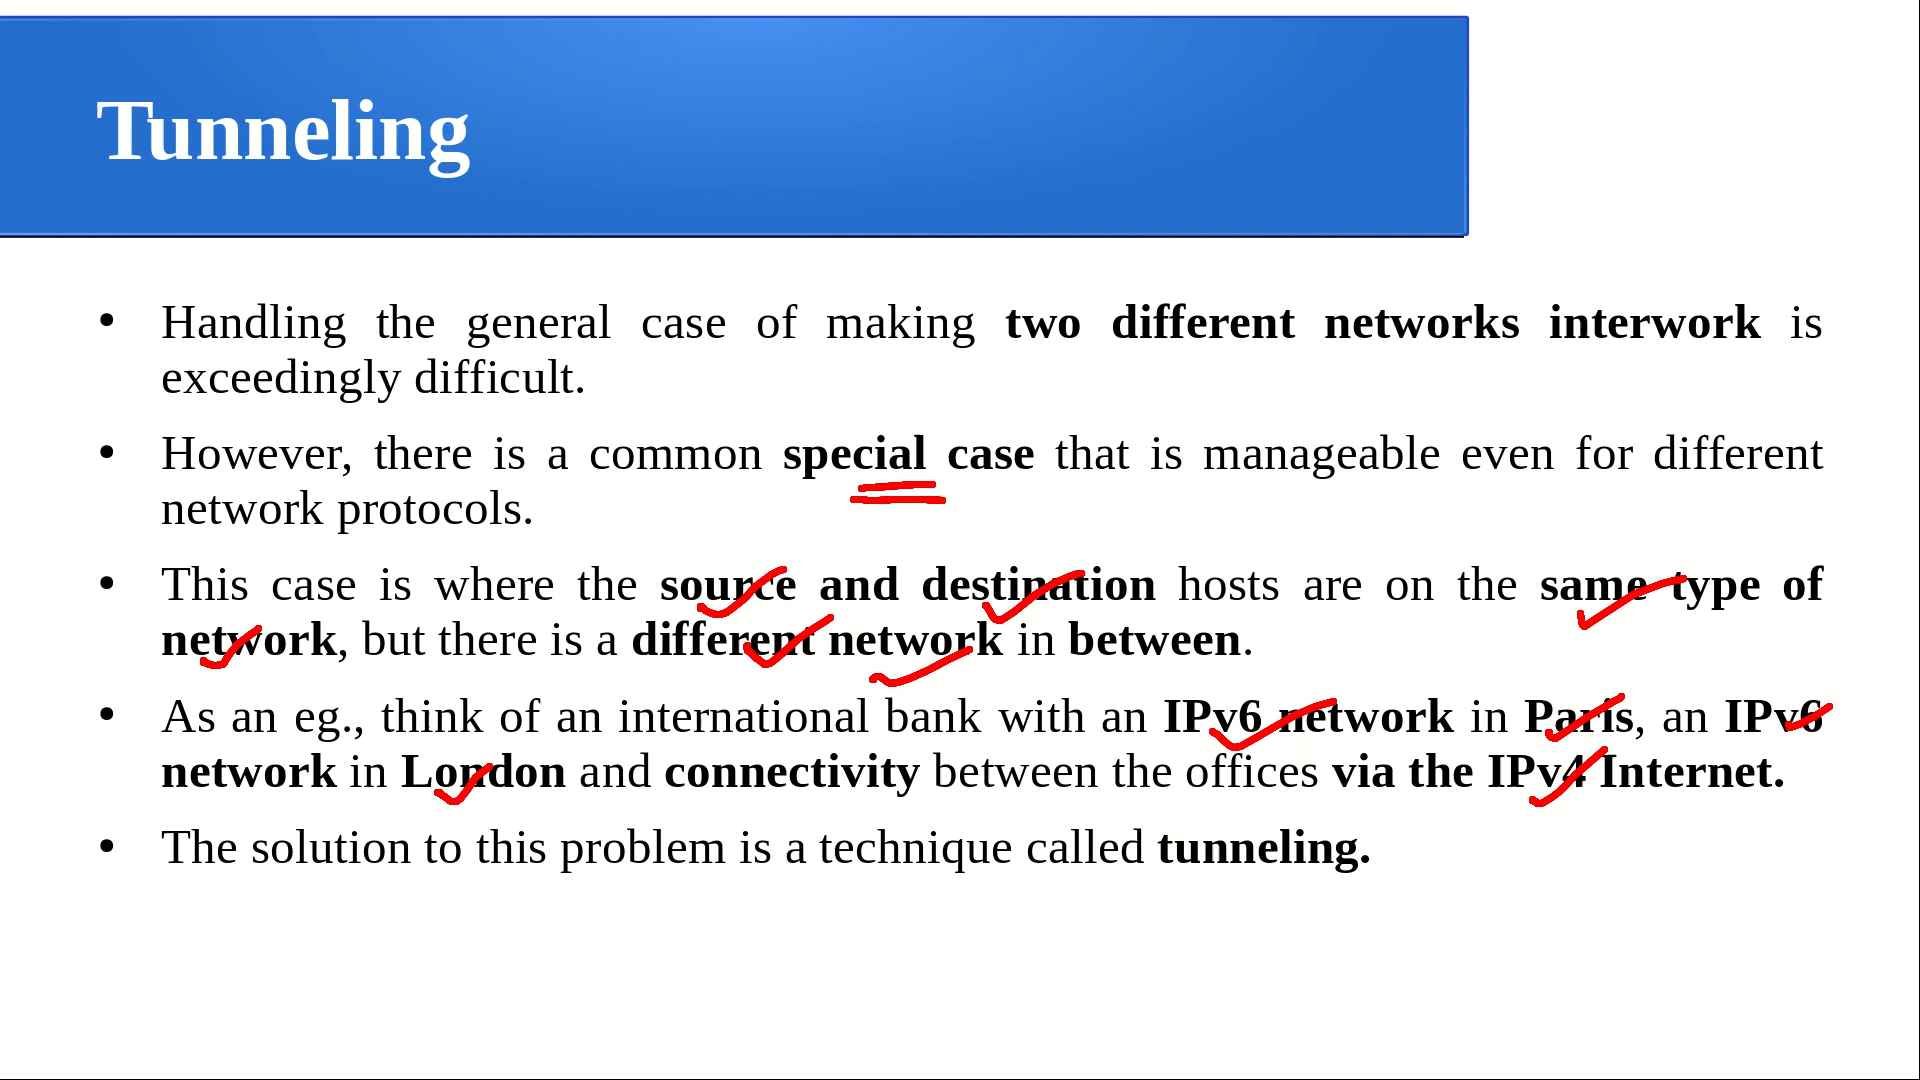 Tunneling
• Handling the general case of making two different networks interwork is
exceedingly difficult.
• However, there is a common special case that is manageable even for different
network protocols.
• This case is where the source and destination hosts are on the same type of
network, but there is a different network in between.
• As an eg., think of an international bank with an IPv6 network in Paris, an IPv6
network in London and connectivity between the offices via the IPv4 Internet.
• The solution to this problem is a technique called tunneling.